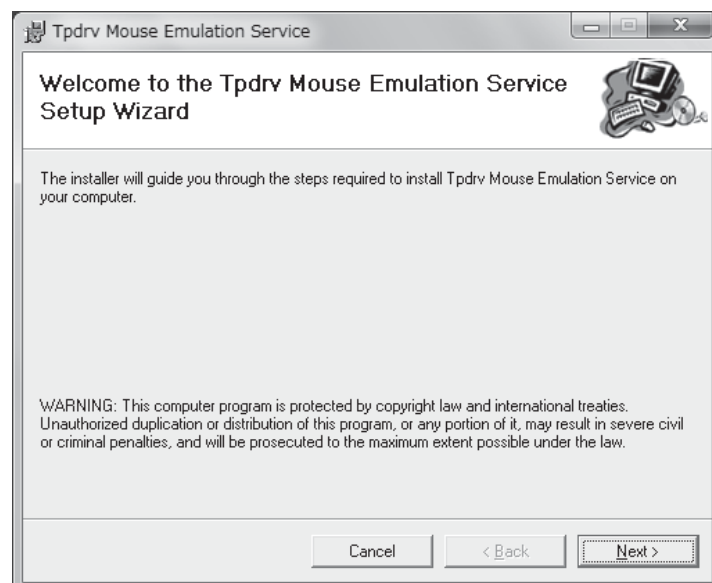 Tpdrv Mouse Emulation Service
Welcome to the Tpdrv Mouse Emulation Service
Setup Wizard
The installer will guide you through the steps required to install Tpdrv Mouse Emulation Service on
your computer.
WARNING: This computer program is protected by copyright law and international treaties.
Unauthorized duplication or distribution of this program, or any portion of it, may result in severe civil
or criminal penalties, and will be prosecuted to the maximum extent possible under the law.
Cancel
< Back
Next >